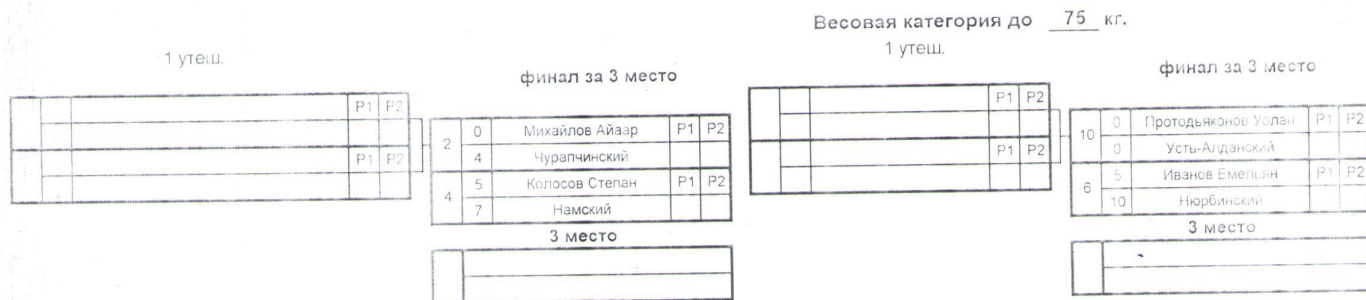 Весовая категория до 75 кг.
1 утеш.
1 утеш.
финал за 3 место
финал за 3 место
P1 P2
P1 P2
2 0 Михайлов Айаар P1 P2
4 Чурапчинский
4 5 Колосов Степан P1 P2
7 Намский
3 место
P1 P2
P1 P2
10 0 Протодьяконов Уолан P1 P2
0 Усть-Алданский
6 5 Иванов Емельян P1 P2
10 Нюрбинский
3 место